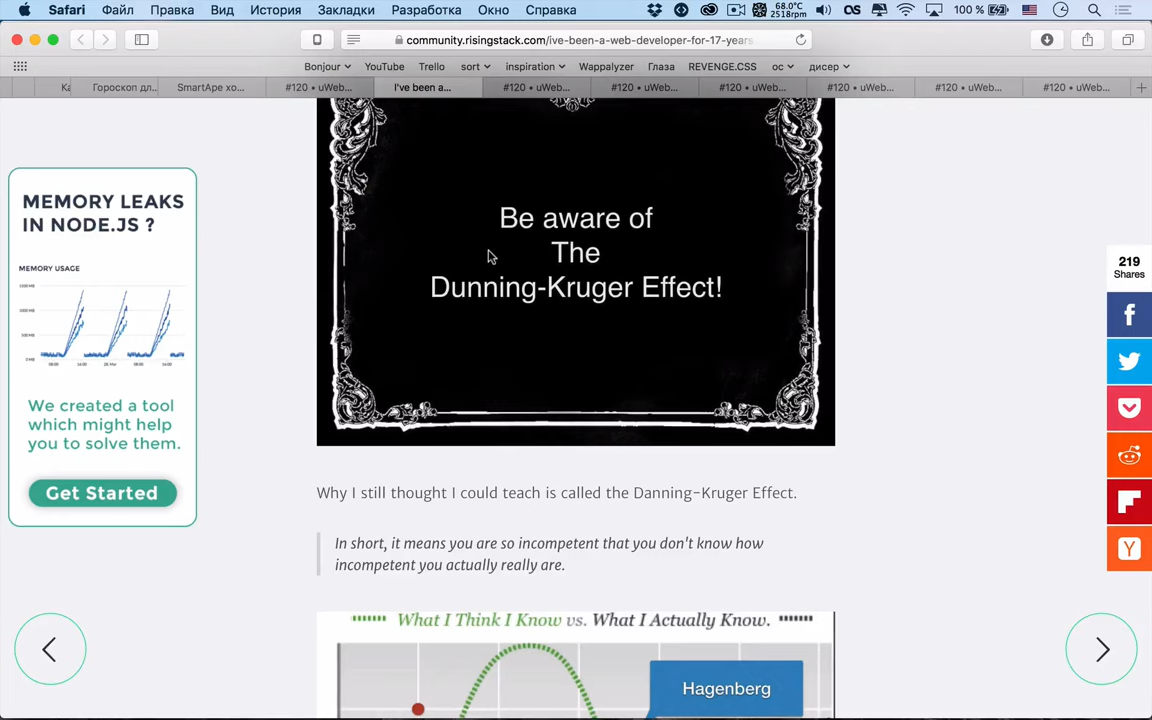 Safari Файл Правка Вид История Закладки Разработка Окно Справка 68.0°C 2518rpm 100 %
community.risingstack.com/ive-been-a-web-developer-for-17-years
Bonjour YouTube Trello sort inspiration Wappalyzer Глаза REVENGE.CSS ос дисер
Ка Гороскоп дл... SmartApe хо... #120 • uWeb... I've been a... #120 • uWeb... #120 • uWeb... #120 • uWeb... #120 • uWeb... #120 • uWeb... #120 • uWeb...
MEMORY LEAKS
IN NODE.JS ?
MEMORY USAGE
We created a tool
which might help
you to solve them.
Get Started
Be aware of
The
Dunning-Kruger Effect!
219
Shares
Why I still thought I could teach is called the Danning-Kruger Effect.
In short, it means you are so incompetent that you don't know how
incompetent you actually really are.
What I Think I Know vs. What I Actually Know.
Hagenberg